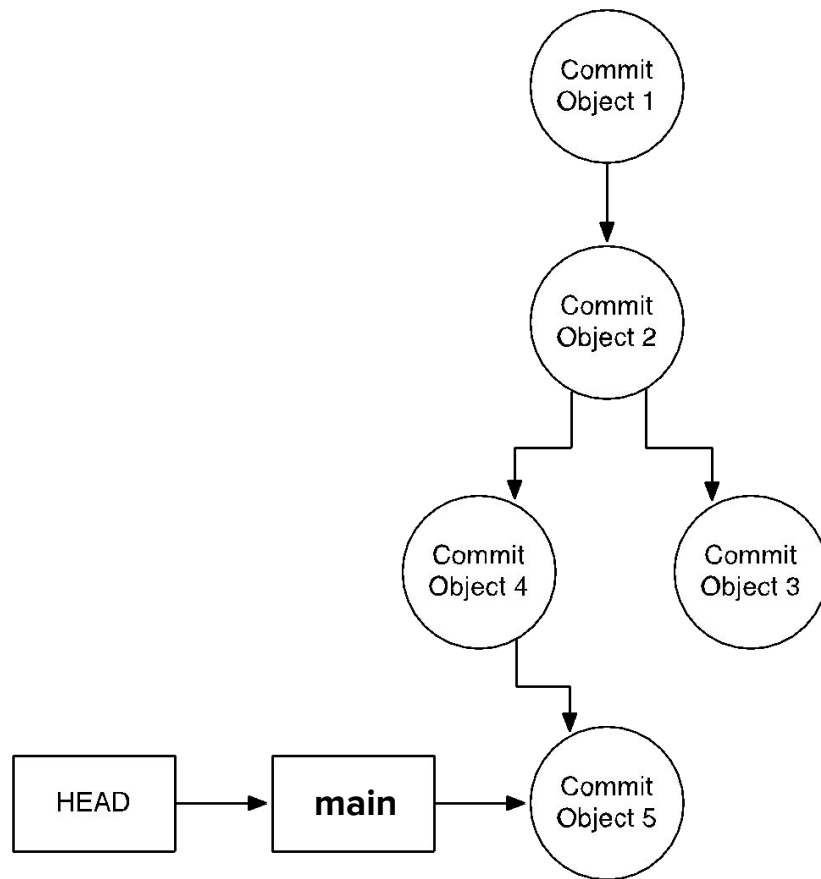 Commit
Object 1
Commit
Object 2
Commit
Object 4
Commit
Object 3
HEAD
main
Commit
Object 5